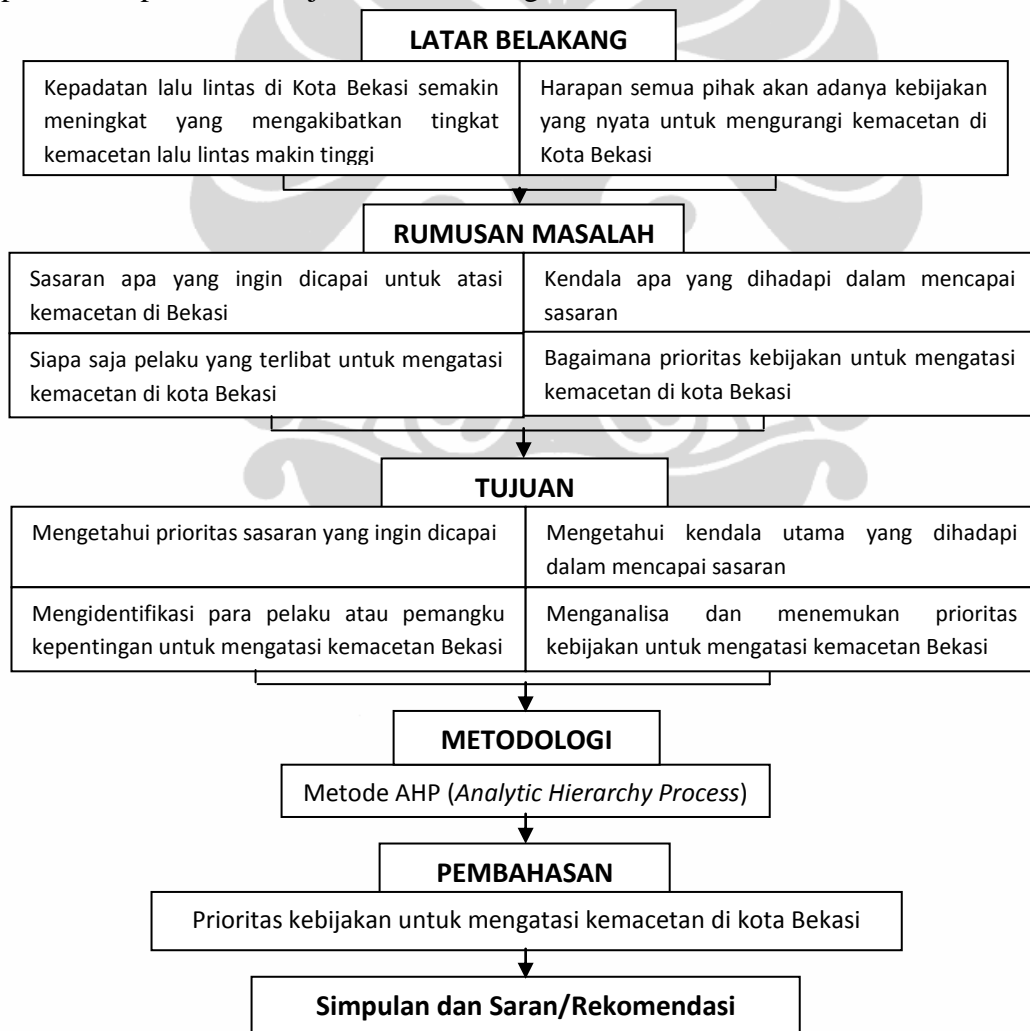 LATAR BELAKANG
Kepadatan lalu lintas di Kota Bekasi semakin
meningkat yang mengakibatkan tingkat
kemacetan lalu lintas makin tinggi
Harapan semua pihak akan adanya kebijakan
yang nyata untuk mengurangi kemacetan di
Kota Bekasi
RUMUSAN MASALAH
Sasaran apa yang ingin dicapai untuk atasi
kemacetan di Bekasi
Kendala apa yang dihadapi dalam mencapai
sasaran
Siapa saja pelaku yang terlibat untuk mengatasi
kemacetan di kota Bekasi
Bagaimana prioritas kebijakan untuk mengatasi
kemacetan di kota Bekasi
TUJUAN
Mengetahui prioritas sasaran yang ingin dicapai
Mengetahui kendala utama yang dihadapi
dalam mencapai sasaran
Mengidentifikasi para pelaku atau pemangku
kepentingan untuk mengatasi kemacetan Bekasi
Menganalisa dan menemukan prioritas
kebijakan untuk mengatasi kemacetan Bekasi
METODOLOGI
Metode AHP (Analytic Hierarchy Process)
PEMBAHASAN
Prioritas kebijakan untuk mengatasi kemacetan di kota Bekasi
Simpulan dan Saran/Rekomendasi